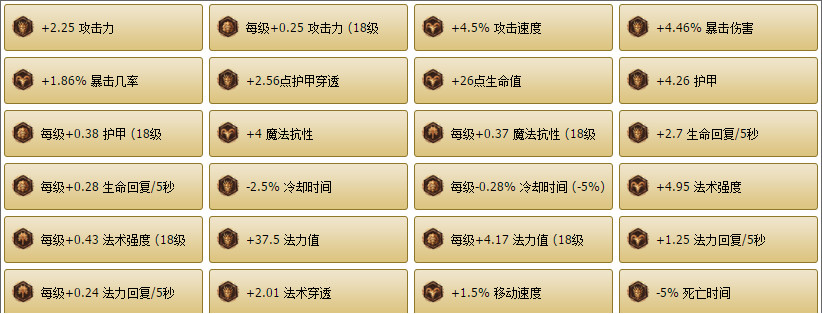 +2.25 攻击力
每级+0.25 攻击力 (18级
+4.5% 攻击速度
+4.46% 暴击伤害
+1.86% 暴击几率
+2.56点护甲穿透
+26点生命值
+4.26 护甲
每级+0.38 护甲 (18级
+4 魔法抗性
每级+0.37 魔法抗性 (18级
+2.7 生命回复/5秒
每级+0.28 生命回复/5秒
-2.5% 冷却时间
每级-0.28% 冷却时间 (-5%)
+4.95 法术强度
每级+0.43 法术强度 (18级
+37.5 法力值
每级+4.17 法力值 (18级
+1.25 法力回复/5秒
每级+0.24 法力回复/5秒
+2.01 法术穿透
+1.5% 移动速度
-5% 死亡时间